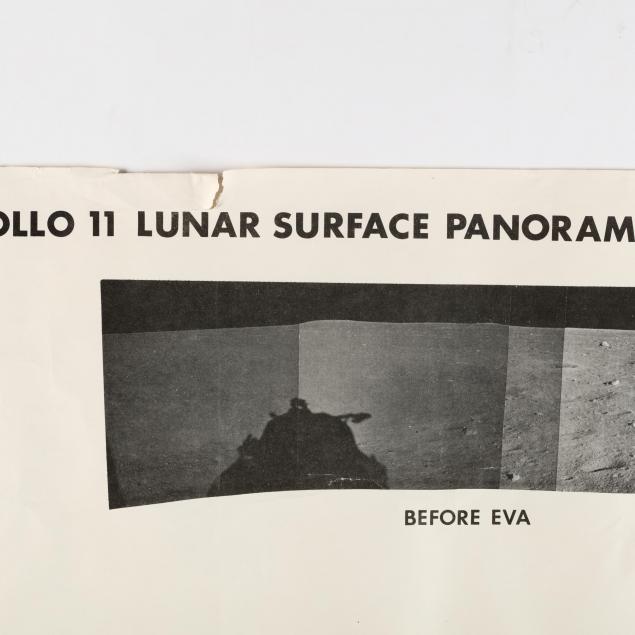 OLLO 11 LUNAR SURFACE PANORAM
BEFORE EVA